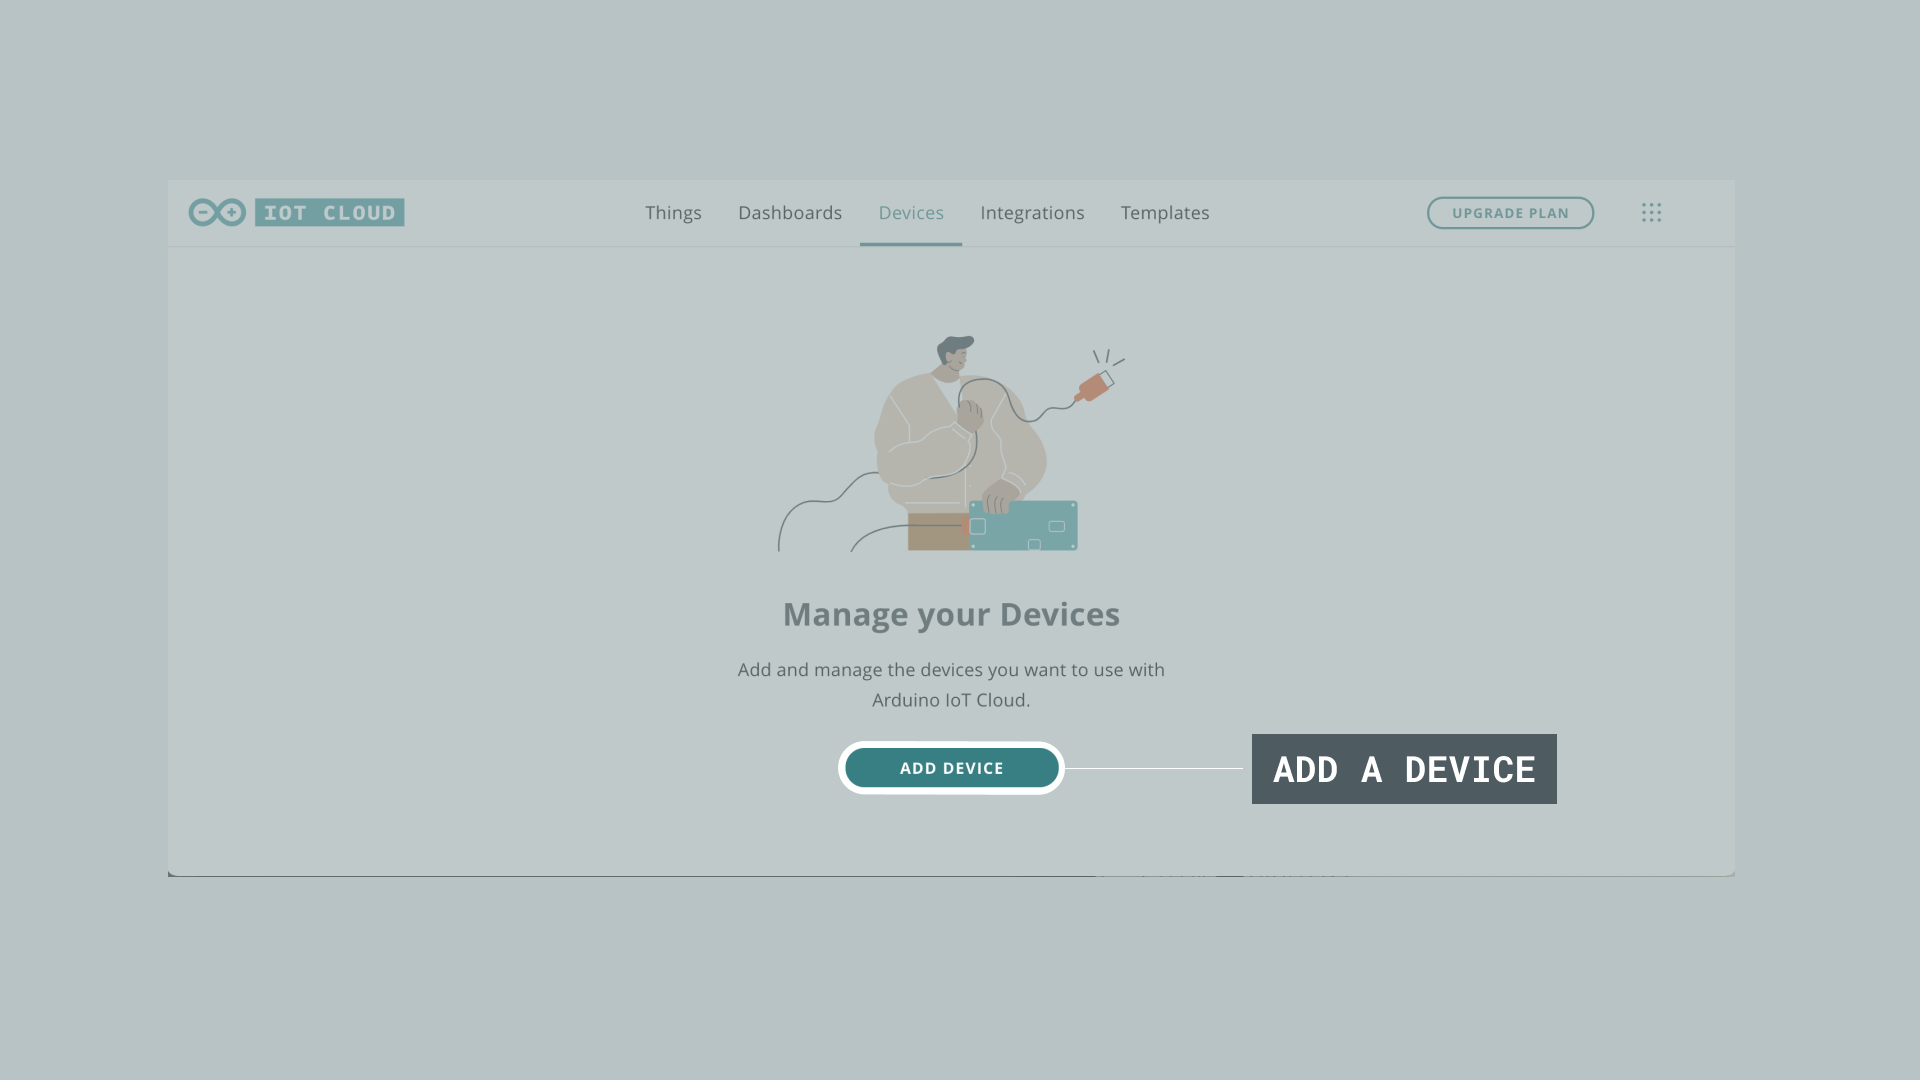 IOT CLOUD
Things
Dashboards
Devices
Integrations
Templates
UPGRADE PLAN
Manage your Devices
Add and manage the devices you want to use with
Arduino IoT Cloud.
ADD DEVICE
ADD A DEVICE